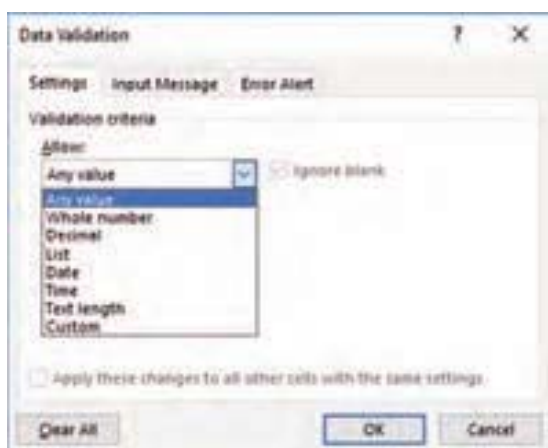 Data Validation ? ×
Settings Input Message Error Alert
Validation criteria
Allow:
Any value Ignore blank
Any value
Whole number
Decimal
List
Date
Time
Text length
Custom
Apply these changes to all other cells with the same settings
Clear All OK Cancel